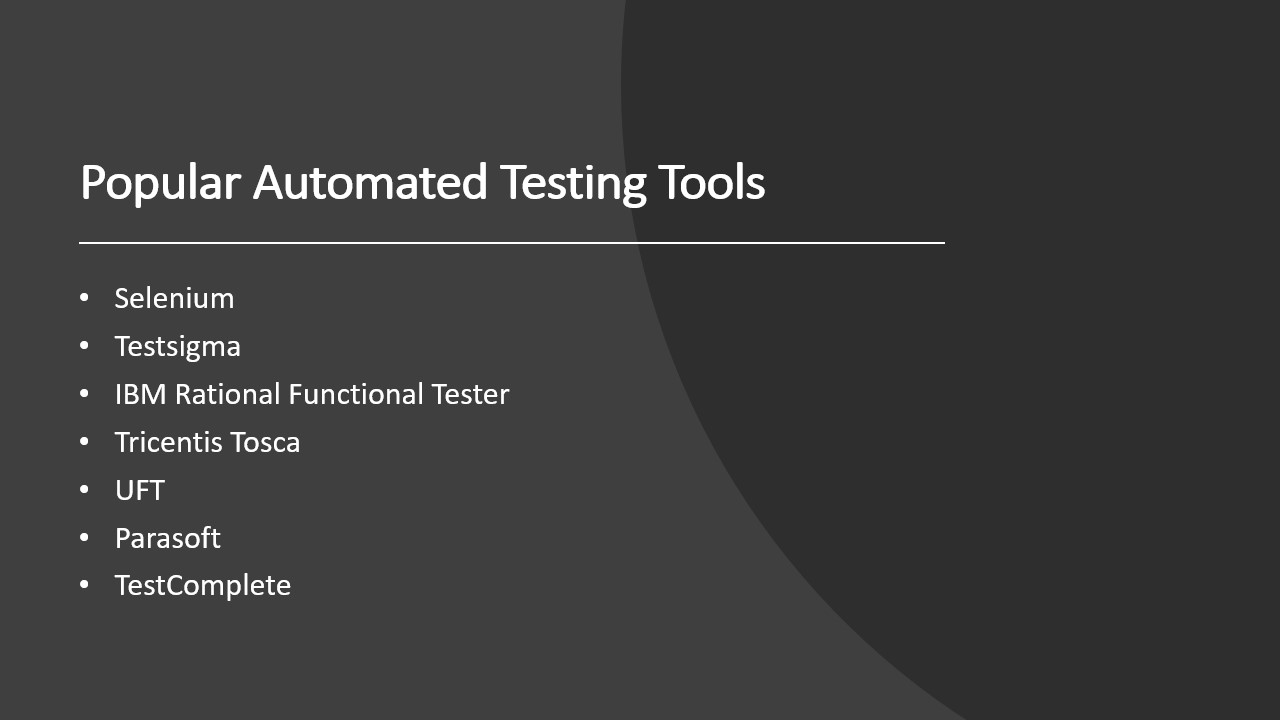 Popular Automated Testing Tools
• Selenium
• Testsigma
• IBM Rational Functional Tester
• Tricentis Tosca
• UFT
• Parasoft
• TestComplete